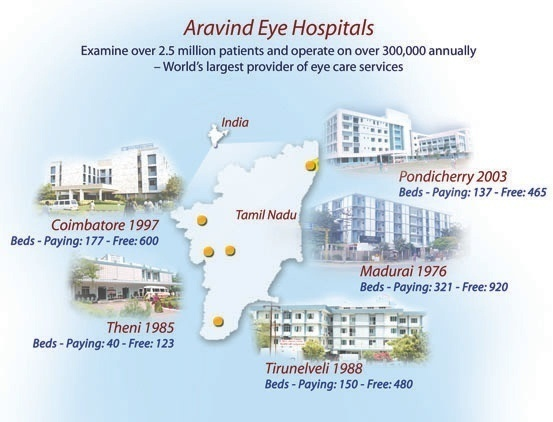 Aravind Eye Hospitals
Examine over 2.5 million patients and operate on over 300,000 annually
– World's largest provider of eye care services
India
Tamil Nadu
Pondicherry 2003
Beds - Paying: 137 - Free: 465
Coimbatore 1997
Beds - Paying: 177 - Free: 600
Madurai 1976
Beds - Paying: 321 - Free: 920
Theni 1985
Beds - Paying: 40 - Free: 123
Tirunelveli 1988
Beds - Paying: 150 - Free: 480